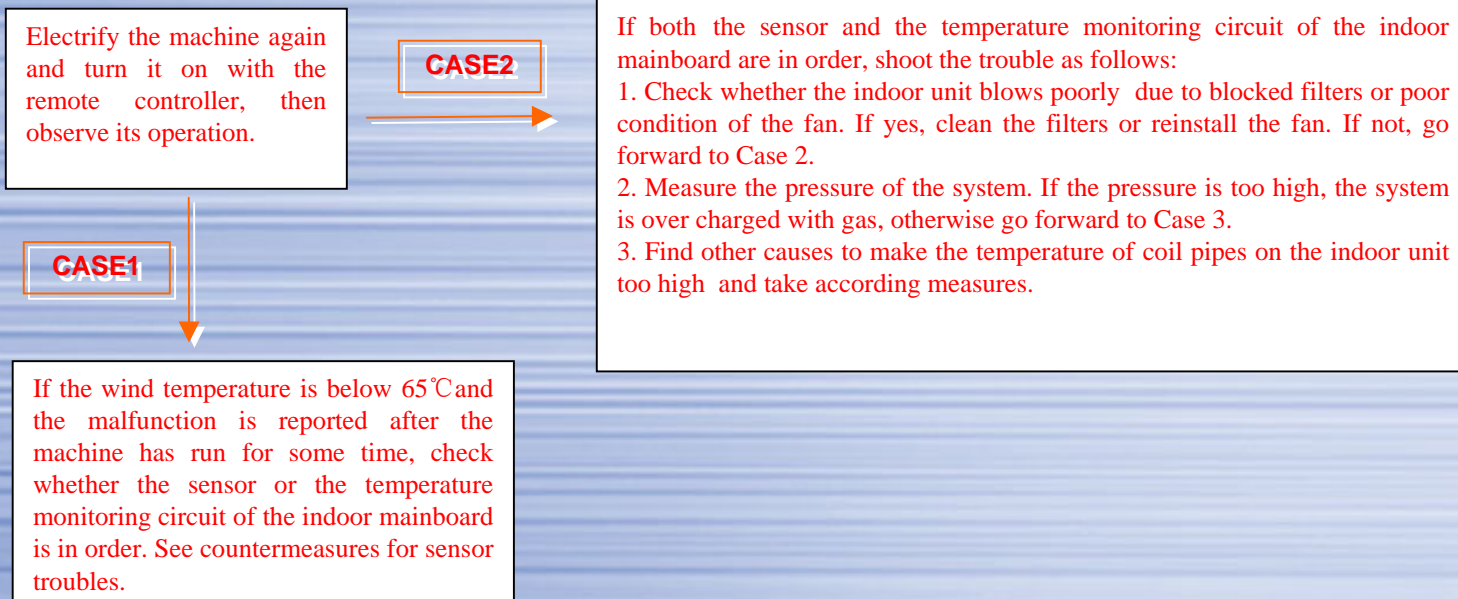 Electrify the machine again
and turn it on with the
remote controller, then
observe its operation.
CASE2
If both the sensor and the temperature monitoring circuit of the indoor
mainboard are in order, shoot the trouble as follows:
1. Check whether the indoor unit blows poorly due to blocked filters or poor
condition of the fan. If yes, clean the filters or reinstall the fan. If not, go
forward to Case 2.
2. Measure the pressure of the system. If the pressure is too high, the system
is over charged with gas, otherwise go forward to Case 3.
3. Find other causes to make the temperature of coil pipes on the indoor unit
too high and take according measures.
CASE1
If the wind temperature is below 65℃and
the malfunction is reported after the
machine has run for some time, check
whether the sensor or the temperature
monitoring circuit of the indoor mainboard
is in order. See countermeasures for sensor
troubles.